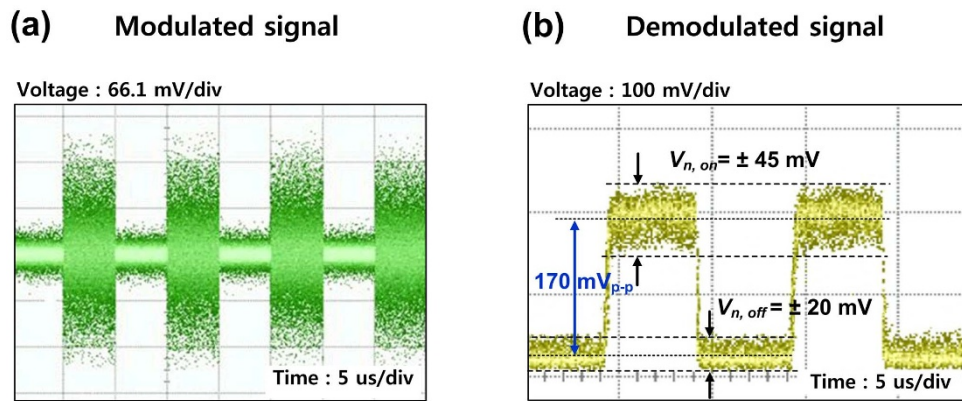 (a) Modulated signal
Voltage : 66.1 mV/div
Time : 5 us/div
(b) Demodulated signal
Voltage : 100 mV/div
Vn, on = ± 45 mV
170 mVp-p
Vn, off = ± 20 mV
Time : 5 us/div